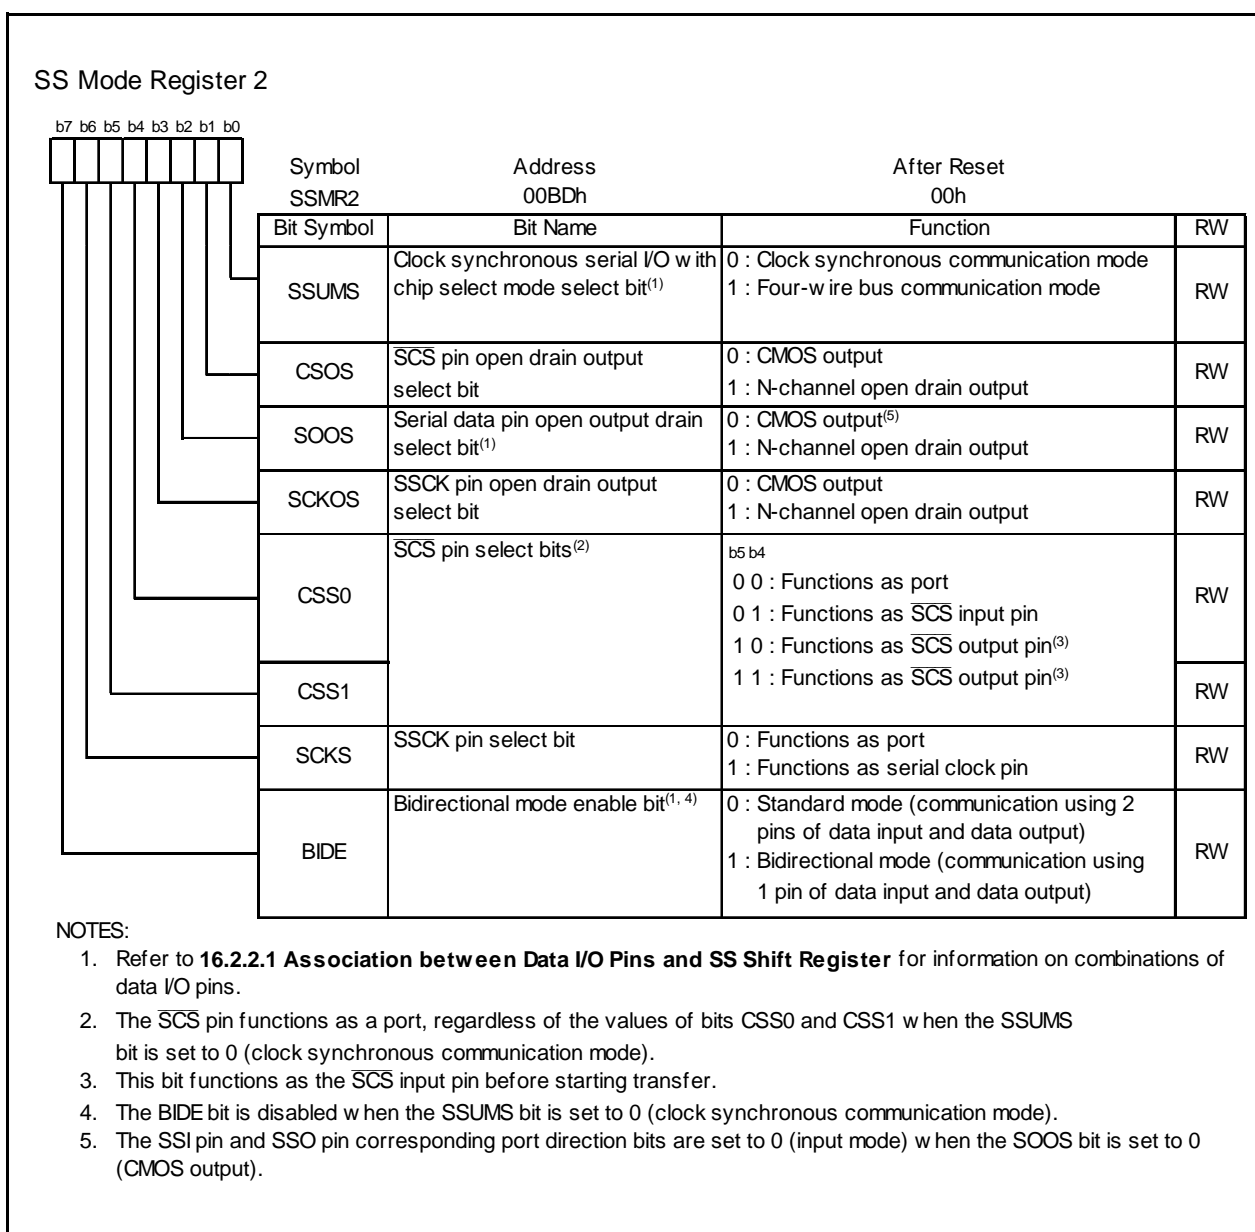 SS Mode Register 2
b7 b6 b5 b4 b3 b2 b1 b0
Symbol Address After Reset
SSMR2 00BDh 00h
Bit Symbol Bit Name Function RW
SSUMS Clock synchronous serial I/O with chip select mode select bit(1) 0 : Clock synchronous communication mode RW
1 : Four-wire bus communication mode
CSOS SCS pin open drain output select bit 0 : CMOS output RW
1 : N-channel open drain output
SOOS Serial data pin open output drain select bit(1) 0 : CMOS output(5) RW
1 : N-channel open drain output
SCKOS SSCK pin open drain output select bit 0 : CMOS output RW
1 : N-channel open drain output
CSS0 SCS pin select bits(2) b5 b4 RW
0 0 : Functions as port
0 1 : Functions as SCS input pin
1 0 : Functions as SCS output pin(3)
1 1 : Functions as SCS output pin(3)
CSS1 RW
SCKS SSCK pin select bit 0 : Functions as port RW
1 : Functions as serial clock pin
BIDE Bidirectional mode enable bit(1, 4) 0 : Standard mode (communication using 2 RW
pins of data input and data output)
1 : Bidirectional mode (communication using
1 pin of data input and data output)
NOTES:
1. Refer to 16.2.2.1 Association between Data I/O Pins and SS Shift Register for information on combinations of
data I/O pins.
2. The SCS pin functions as a port, regardless of the values of bits CSS0 and CSS1 when the SSUMS
bit is set to 0 (clock synchronous communication mode).
3. This bit functions as the SCS input pin before starting transfer.
4. The BIDE bit is disabled when the SSUMS bit is set to 0 (clock synchronous communication mode).
5. The SSI pin and SSO pin corresponding port direction bits are set to 0 (input mode) when the SOOS bit is set to 0
(CMOS output).